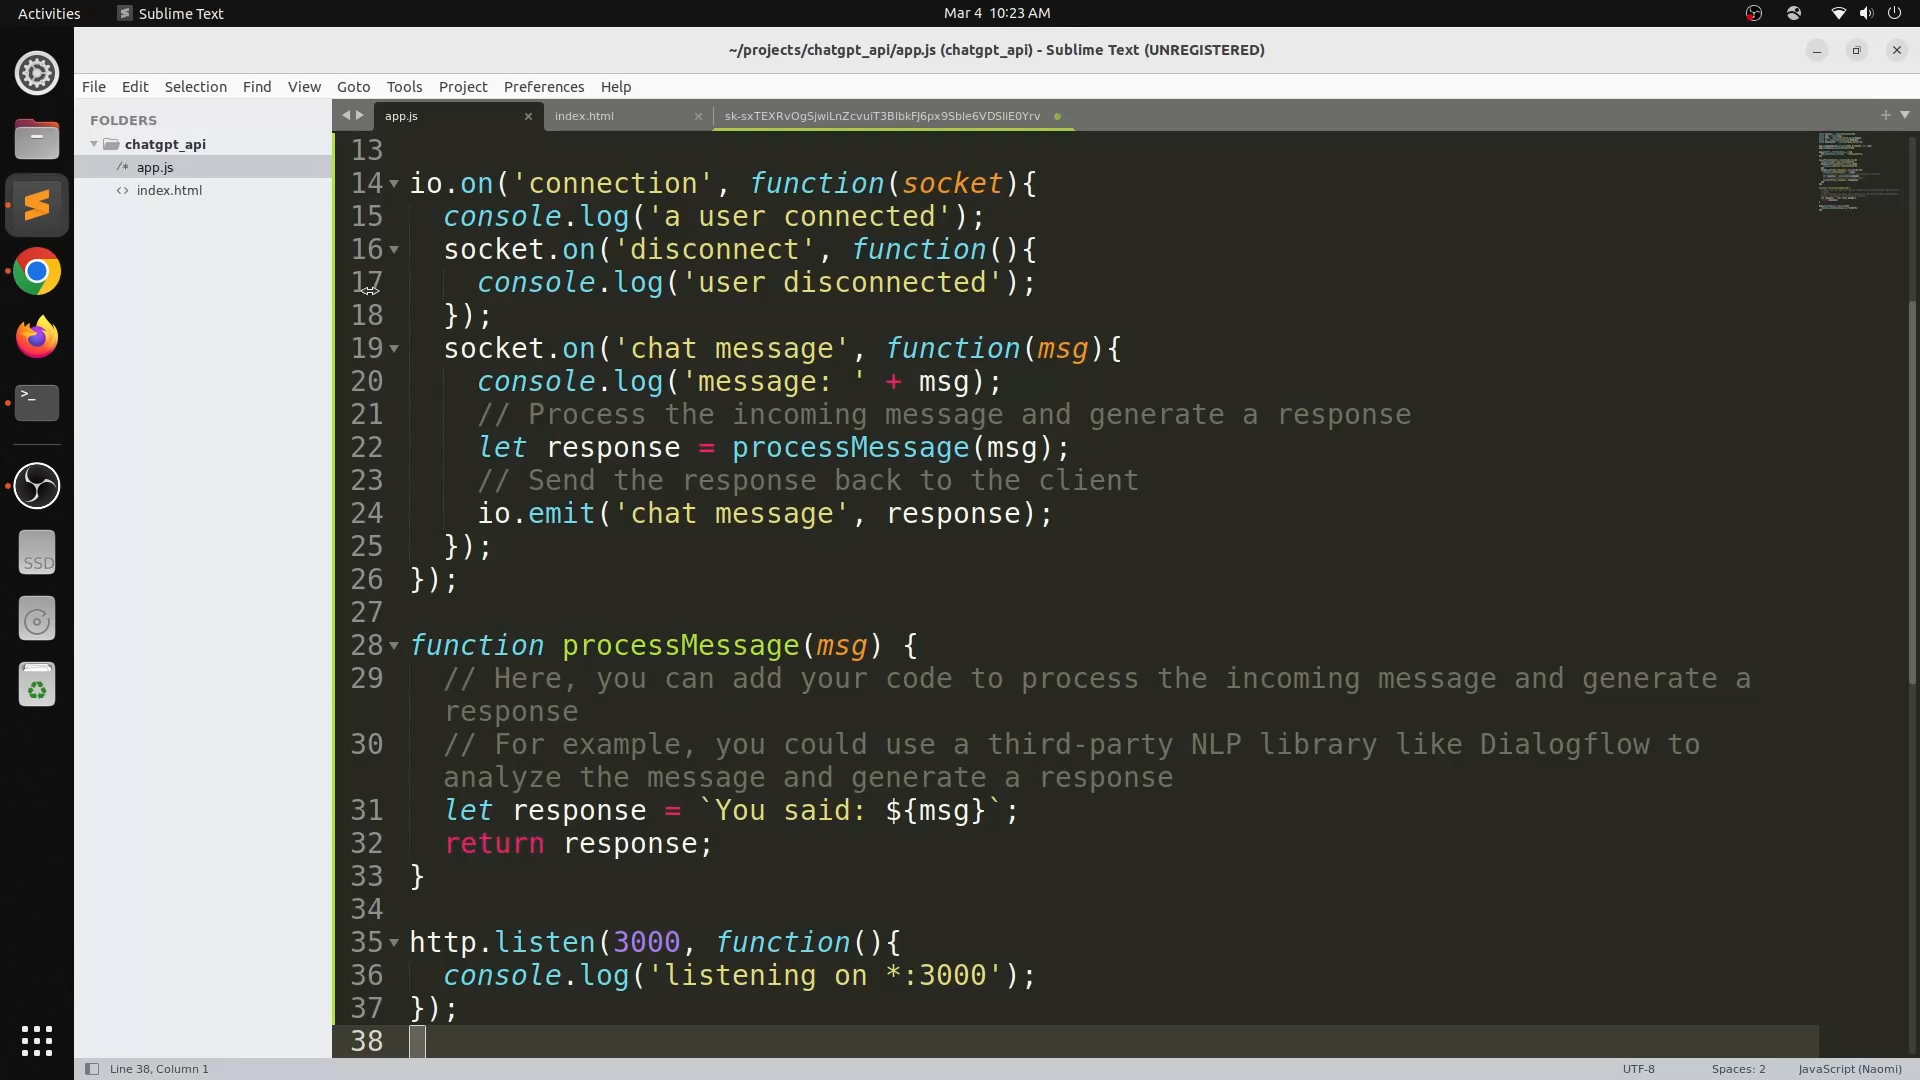 Activities
Sublime Text
Mar 4 10:23 AM
~/projects/chatgpt_api/app.js (chatgpt_api) - Sublime Text (UNREGISTERED)
File Edit Selection Find View Goto Tools Project Preferences Help
FOLDERS
chatgpt_api
/* app.js
<> index.html
app.js
index.html
13
14 io.on('connection', function(socket){
15 console.log('a user connected');
16 socket.on('disconnect', function(){
17 console.log('user disconnected');
18 });
19 socket.on('chat message', function(msg){
20 console.log('message: ' + msg);
21 // Process the incoming message and generate a response
22 let response = processMessage(msg);
23 // Send the response back to the client
24 io.emit('chat message', response);
25 });
26 });
27
28 function processMessage(msg) {
29 // Here, you can add your code to process the incoming message and generate a
response
30 // For example, you could use a third-party NLP library like Dialogflow to
analyze the message and generate a response
31 let response = `You said: ${msg}`;
32 return response;
33 }
34
35 http.listen(3000, function(){
36 console.log('listening on *:3000');
37 });
38
SSD
Line 38, Column 1
UTF-8
Spaces: 2
JavaScript (Naomi)